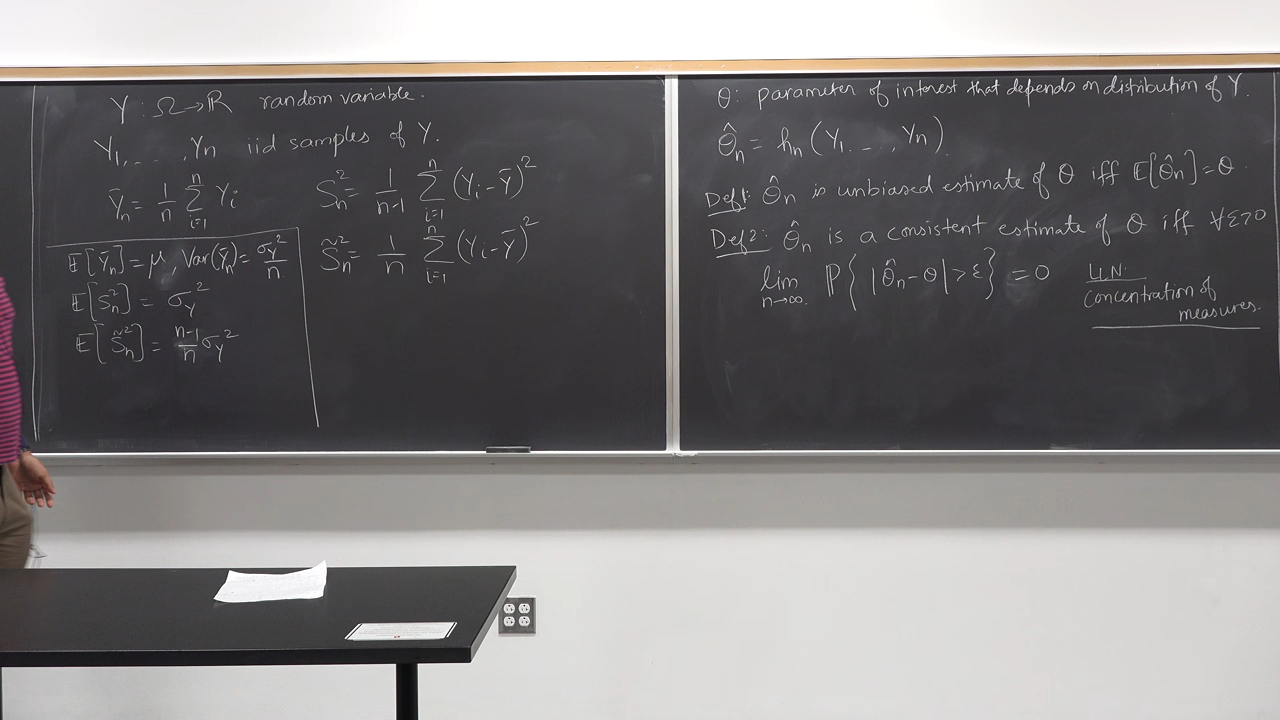 Y : Ω → ℝ random variable.
Y₁, . . . , Yₙ iid samples of Y.
Ȳₙ = 1/n ∑ᵢ₌₁ⁿ Yᵢ
Sₙ² = 1/(n-1) ∑ᵢ₌₁ⁿ (Yᵢ - Ȳ)²
S̃ₙ² = 1/n ∑ᵢ₌₁ⁿ (Yᵢ - Ȳ)²
𝔼[Ȳₙ] = μ, Var(Ȳₙ) = σ_Y²/n
𝔼[Sₙ²] = σ_Y²
𝔼[S̃ₙ²] = (n-1)/n σ_Y²
θ: parameter of interest that depends on distribution of Y.
θ̂ₙ = hₙ (Y₁ . . . , Yₙ)
Def 1: θ̂ₙ is unbiased estimate of θ iff 𝔼[θ̂ₙ] = θ.
Def 2: θ̂ₙ is a consistent estimate of θ iff ∀ε>0
lim n→∞ ℙ{ |θ̂ₙ - θ| > ε } = 0
LLN.
Concentration of
measures.